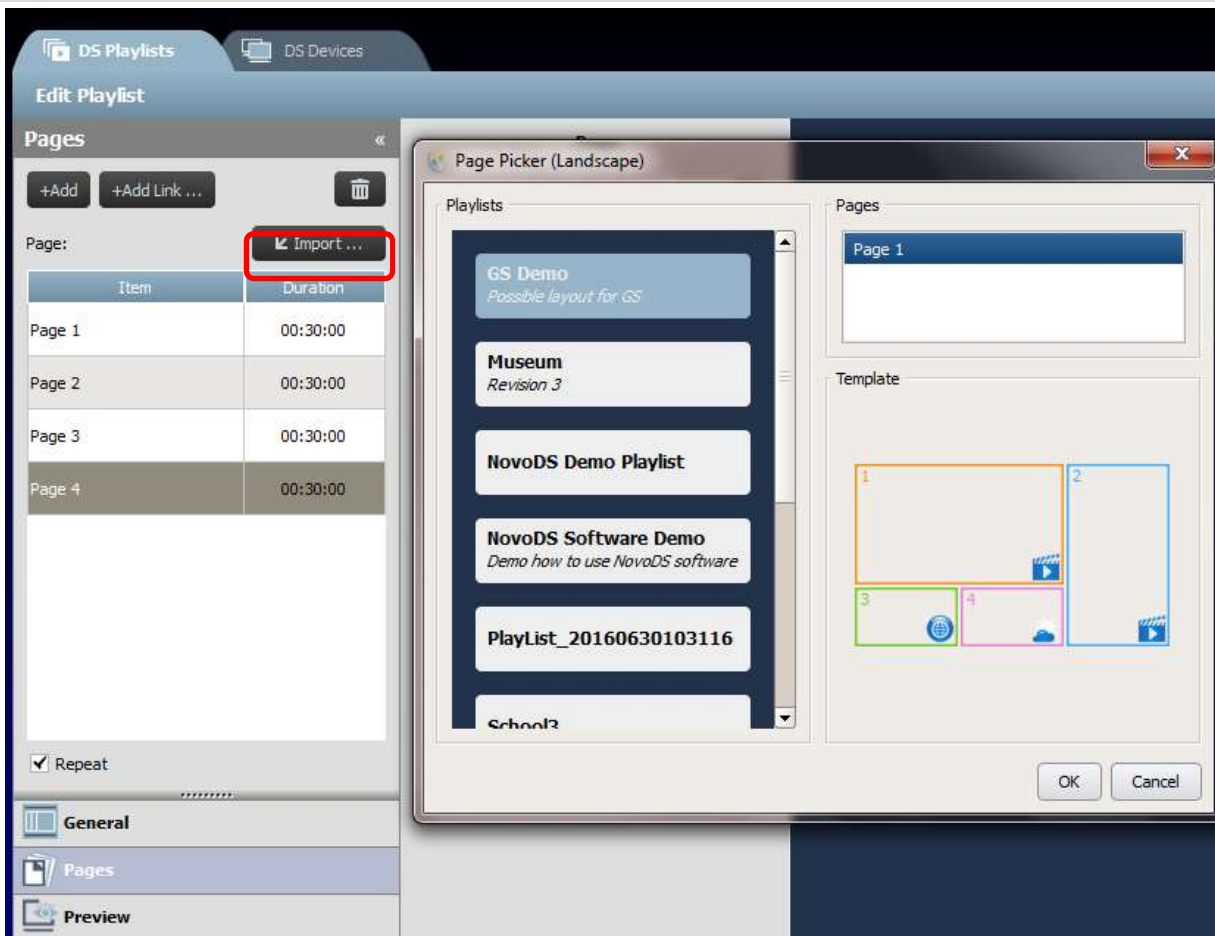 DS Playlists
DS Devices
Edit Playlist
Pages «
+Add +Add Link ...
Page:
Import ...
Item Duration
Page 1 00:30:00
Page 2 00:30:00
Page 3 00:30:00
Page 4 00:30:00
Repeat
General
Pages
Preview
Page Picker (Landscape)
Playlists
GS Demo
Possible layout for GS
Museum
Revision 3
NovoDS Demo Playlist
NovoDS Software Demo
Demo how to use NovoDS software
PlayList_20160630103116
School3
Pages
Page 1
Template
1
2
3
4
OK Cancel